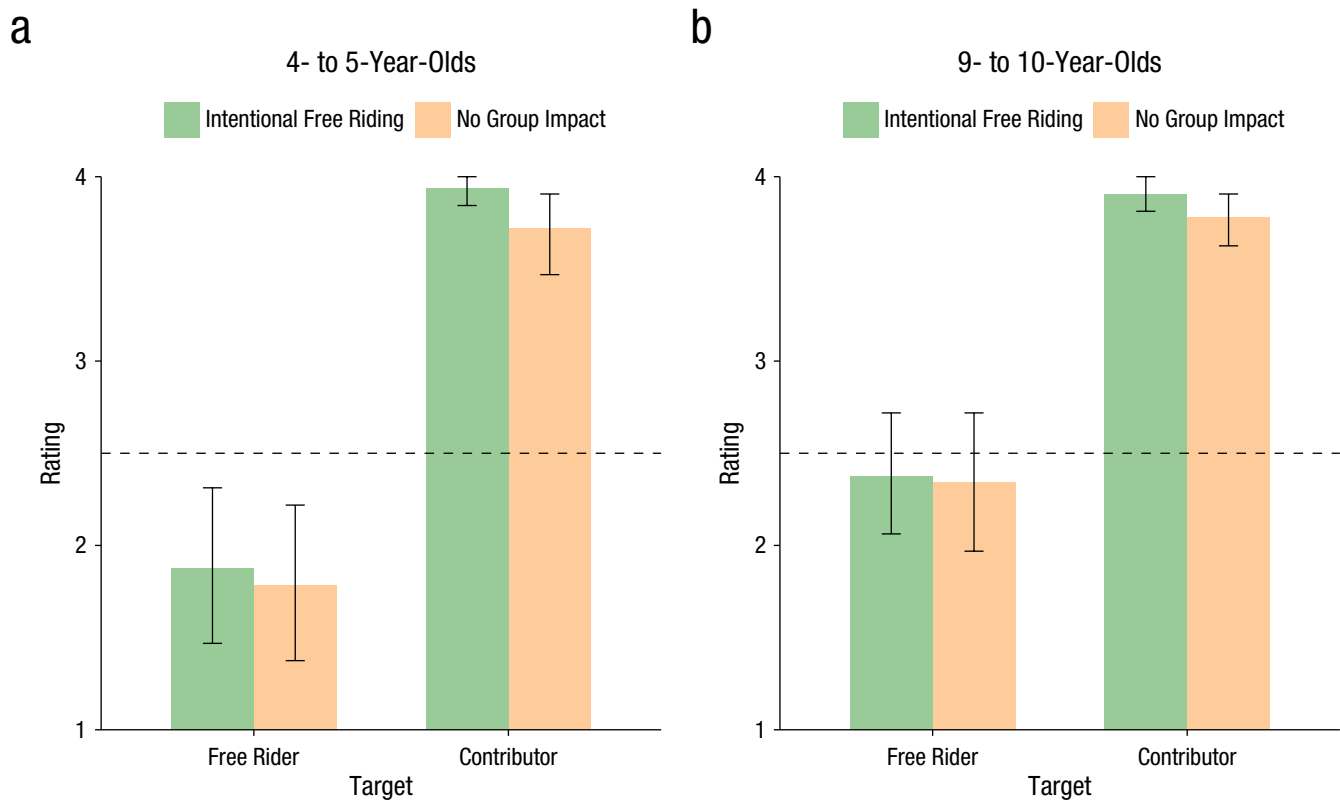 a
4- to 5-Year-Olds
Intentional Free Riding
No Group Impact
4
3
2
1
Rating
Free Rider
Contributor
Target
b
9- to 10-Year-Olds
Intentional Free Riding
No Group Impact
4
3
2
1
Rating
Free Rider
Contributor
Target